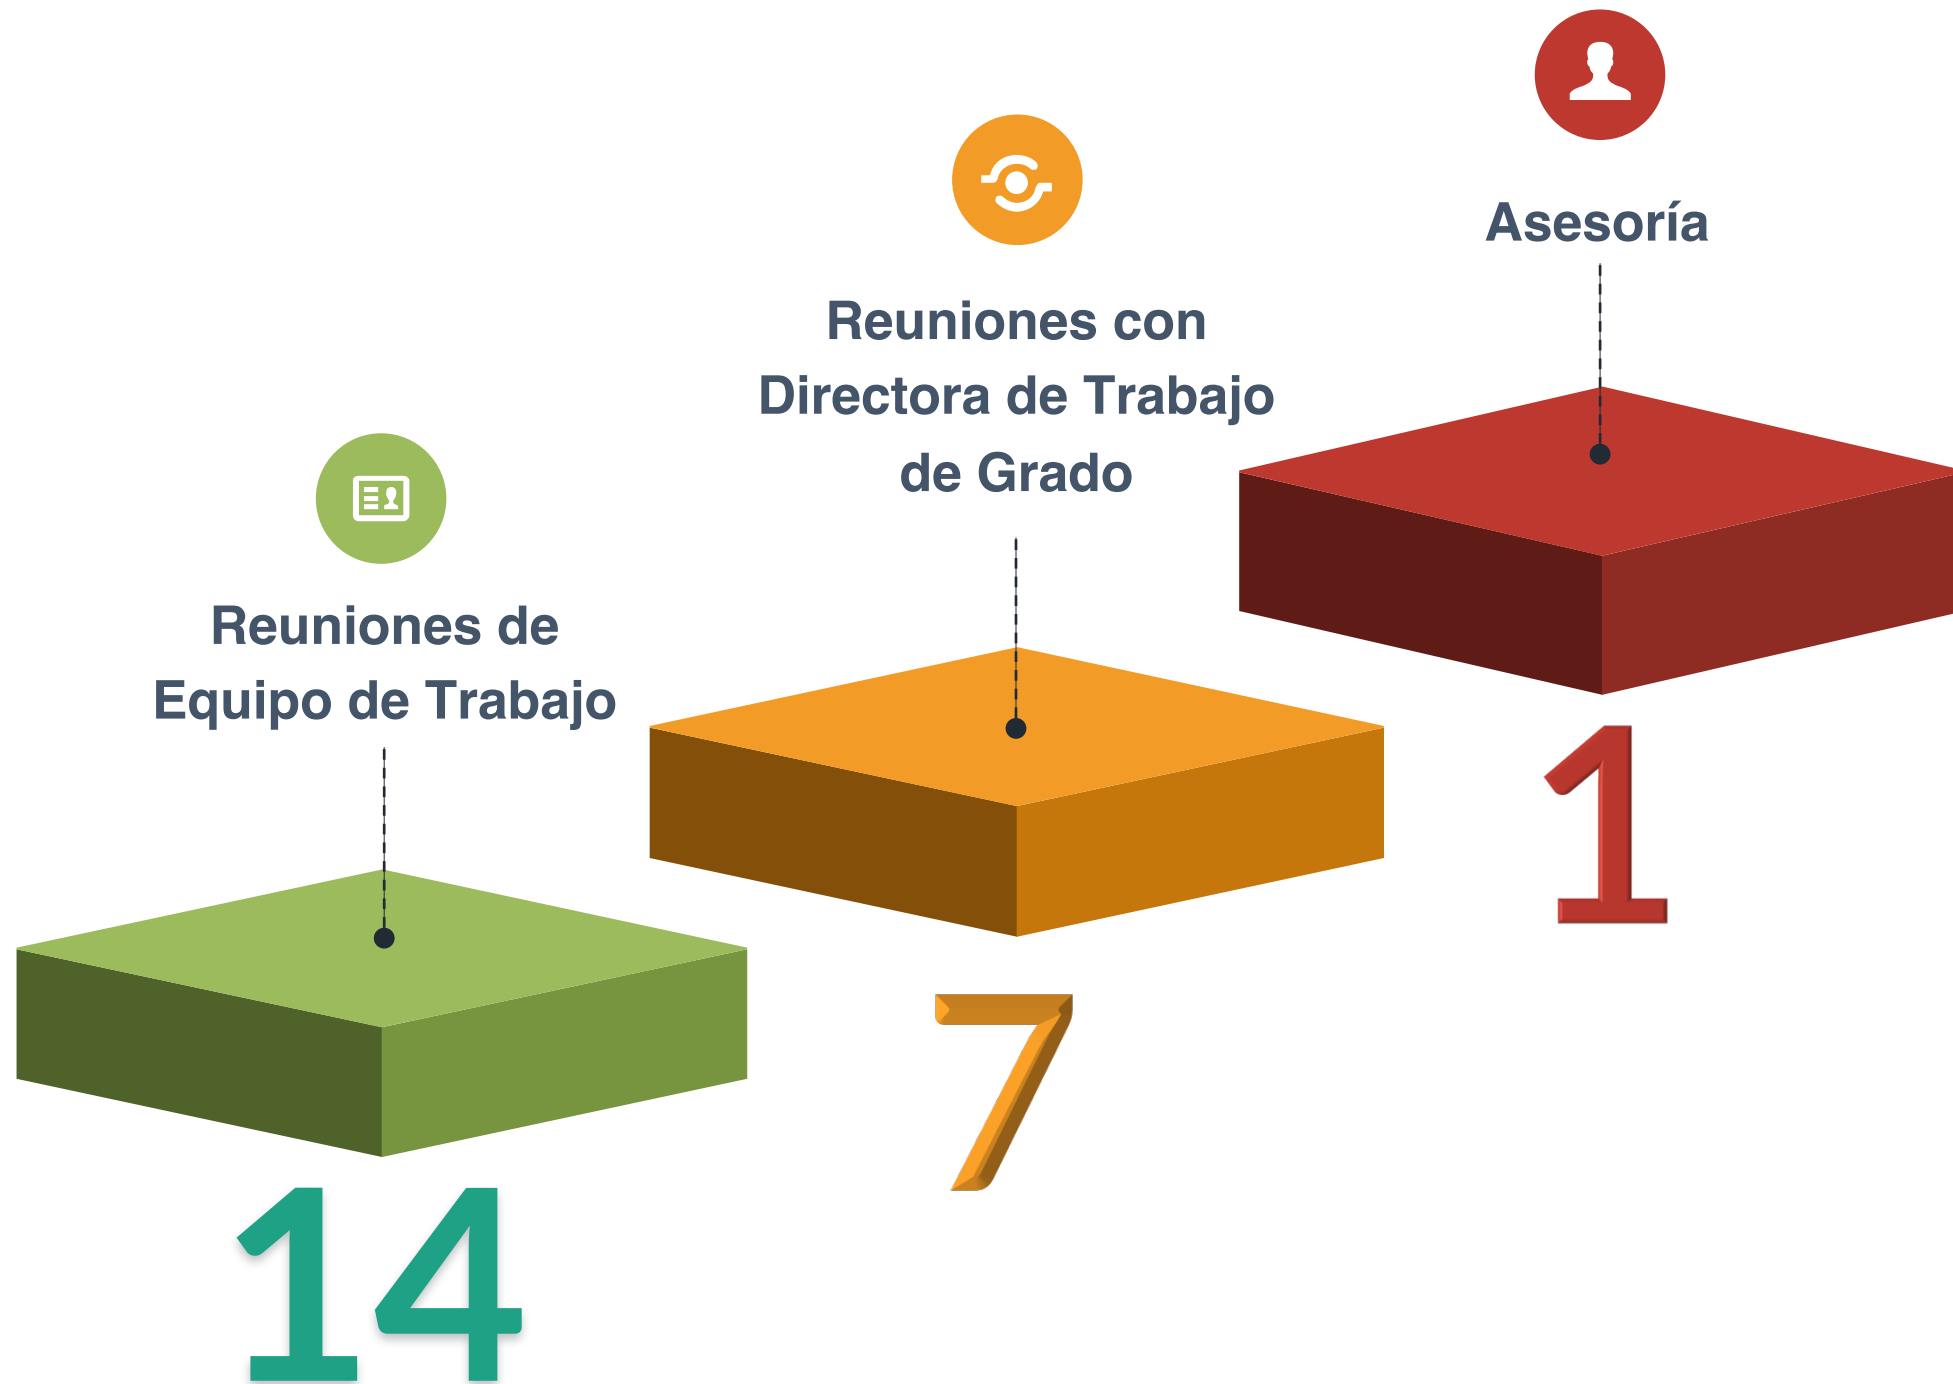 Reuniones de
Equipo de Trabajo
14
Reuniones con
Directora de Trabajo
de Grado
7
Asesoría
1